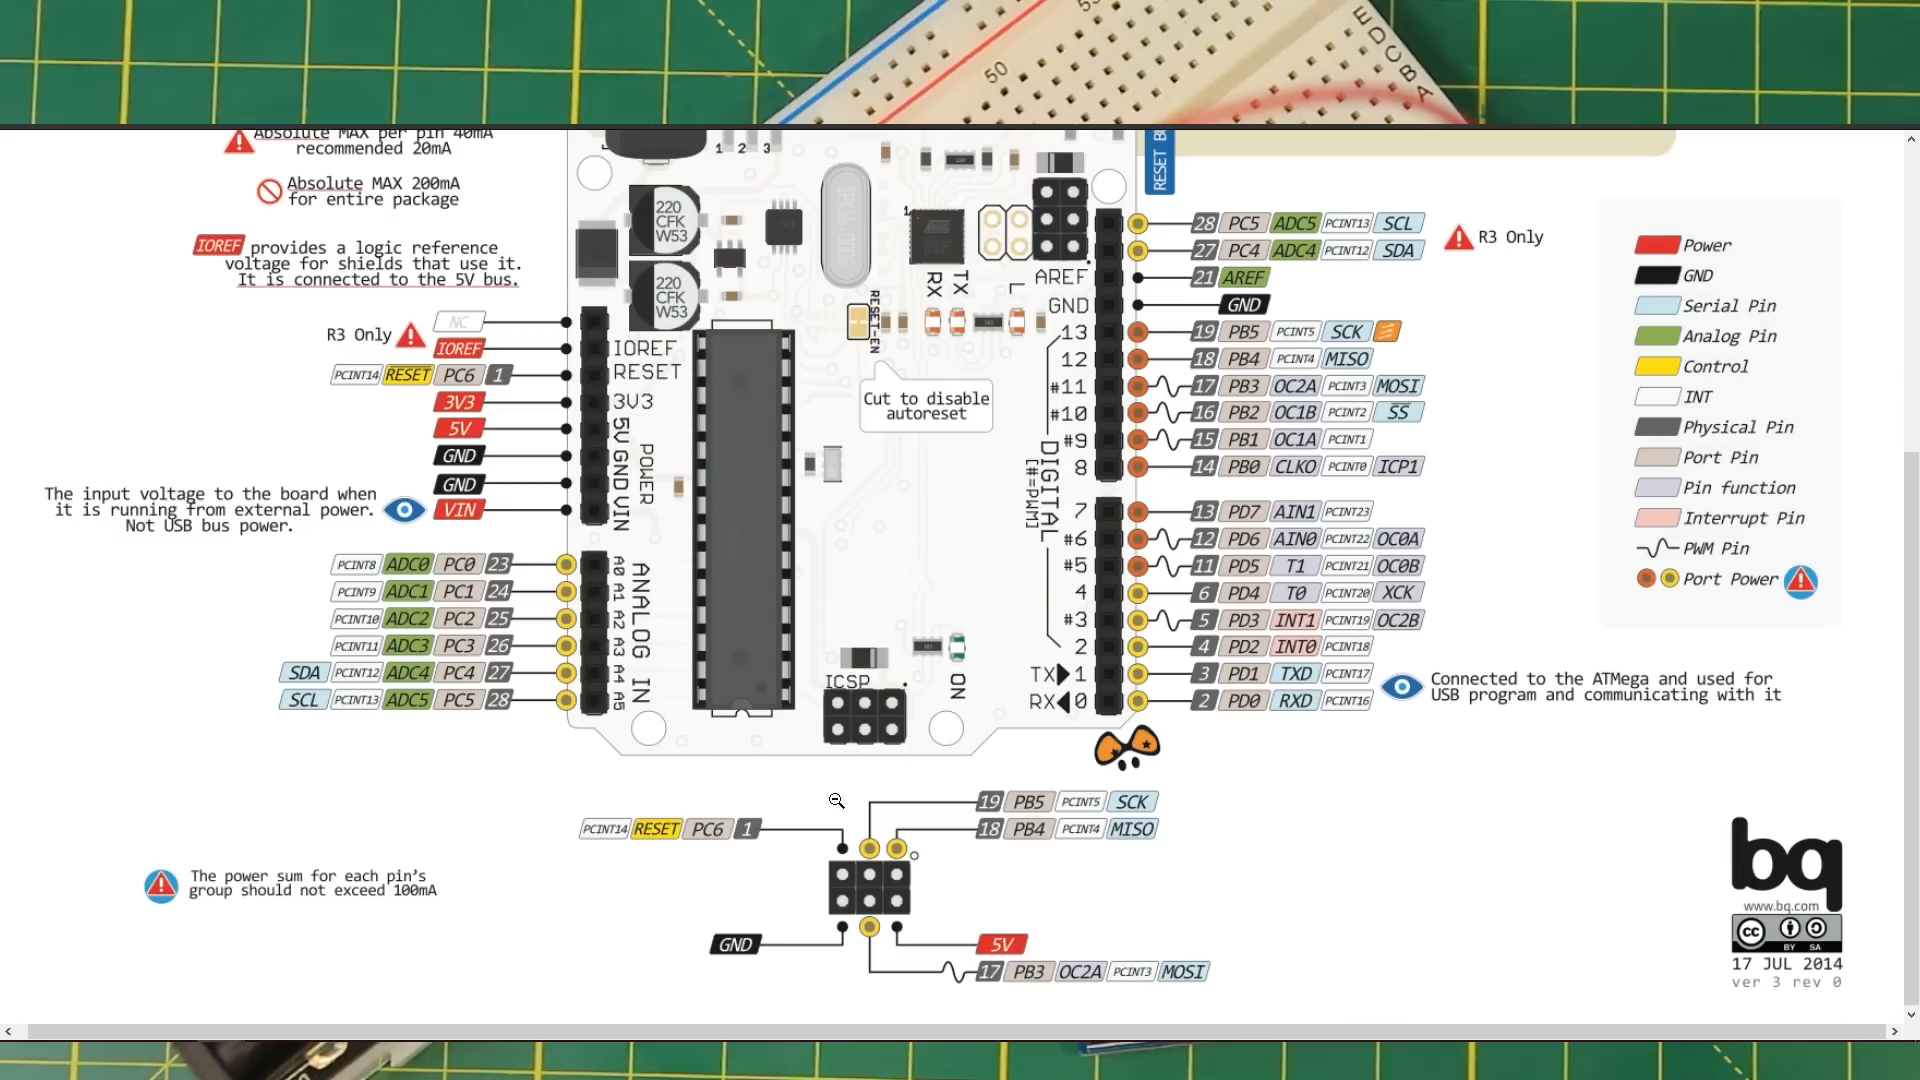 50
E
D
C
B
A
Absolute MAX per pin 40mA
recommended 20mA
Absolute MAX 200mA
for entire package
IOREF provides a logic reference
voltage for shields that use it.
It is connected to the 5V bus.
1 2 3
220
CFK
W53
220
CFK
W53
1
RX TX L
RESET-EN
Cut to disable
autoreset
R3 Only
NC
IOREF
PCINT14 RESET PC6 1
3V3
5V
GND
GND
VIN
The input voltage to the board when
it is running from external power.
Not USB bus power.
PCINT8 ADC0 PC0 23
PCINT9 ADC1 PC1 24
PCINT10 ADC2 PC2 25
PCINT11 ADC3 PC3 26
SDA PCINT12 ADC4 PC4 27
SCL PCINT13 ADC5 PC5 28
IOREF
RESET
3V3
5V
GND
VIN
POWER
A0
A1
A2
A3
A4
A5
ANALOG IN
ICSP
ON
AREF
GND
13
12
#11
#10
#9
8
7
#6
#5
4
#3
2
TX 1
RX 0
DIGITAL
[#=PWM]
RESET
28 PC5 ADC5 PCINT13 SCL
27 PC4 ADC4 PCINT12 SDA
R3 Only
21 AREF
GND
19 PB5 PCINT5 SCK
18 PB4 PCINT4 MISO
17 PB3 OC2A PCINT3 MOSI
16 PB2 OC1B PCINT2 SS
15 PB1 OC1A PCINT1
14 PB0 CLKO PCINT0 ICP1
13 PD7 AIN1 PCINT23
12 PD6 AIN0 PCINT22 OC0A
11 PD5 T1 PCINT21 OC0B
6 PD4 T0 PCINT20 XCK
5 PD3 INT1 PCINT19 OC2B
4 PD2 INT0 PCINT18
3 PD1 TXD PCINT17
2 PD0 RXD PCINT16
Connected to the ATMega and used for
USB program and communicating with it
Power
GND
Serial Pin
Analog Pin
Control
INT
Physical Pin
Port Pin
Pin function
Interrupt Pin
PWM Pin
Port Power
The power sum for each pin's
group should not exceed 100mA
PCINT14 RESET PC6 1
19 PB5 PCINT5 SCK
18 PB4 PCINT4 MISO
GND
5V
17 PB3 OC2A PCINT3 MOSI
bq
www.bq.com
cc
BY SA
17 JUL 2014
ver 3 rev 0